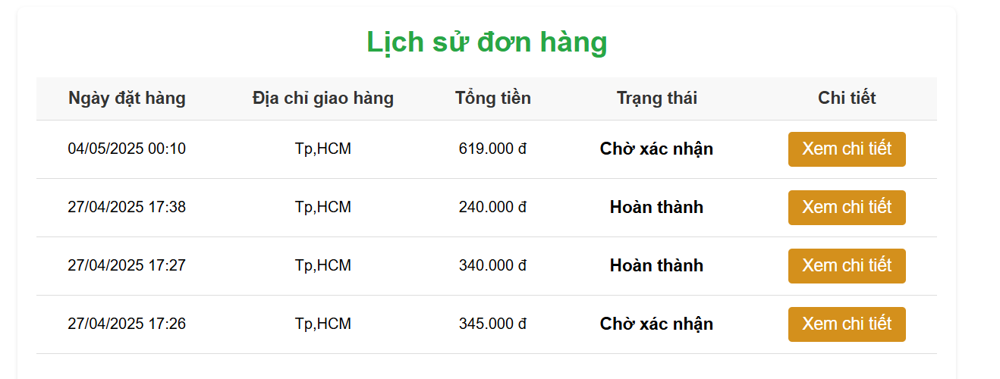 Lịch sử đơn hàng
Ngày đặt hàng Địa chỉ giao hàng Tổng tiền Trạng thái Chi tiết
04/05/2025 00:10 Tp,HCM 619.000 đ Chờ xác nhận Xem chi tiết
27/04/2025 17:38 Tp,HCM 240.000 đ Hoàn thành Xem chi tiết
27/04/2025 17:27 Tp,HCM 340.000 đ Hoàn thành Xem chi tiết
27/04/2025 17:26 Tp,HCM 345.000 đ Chờ xác nhận Xem chi tiết